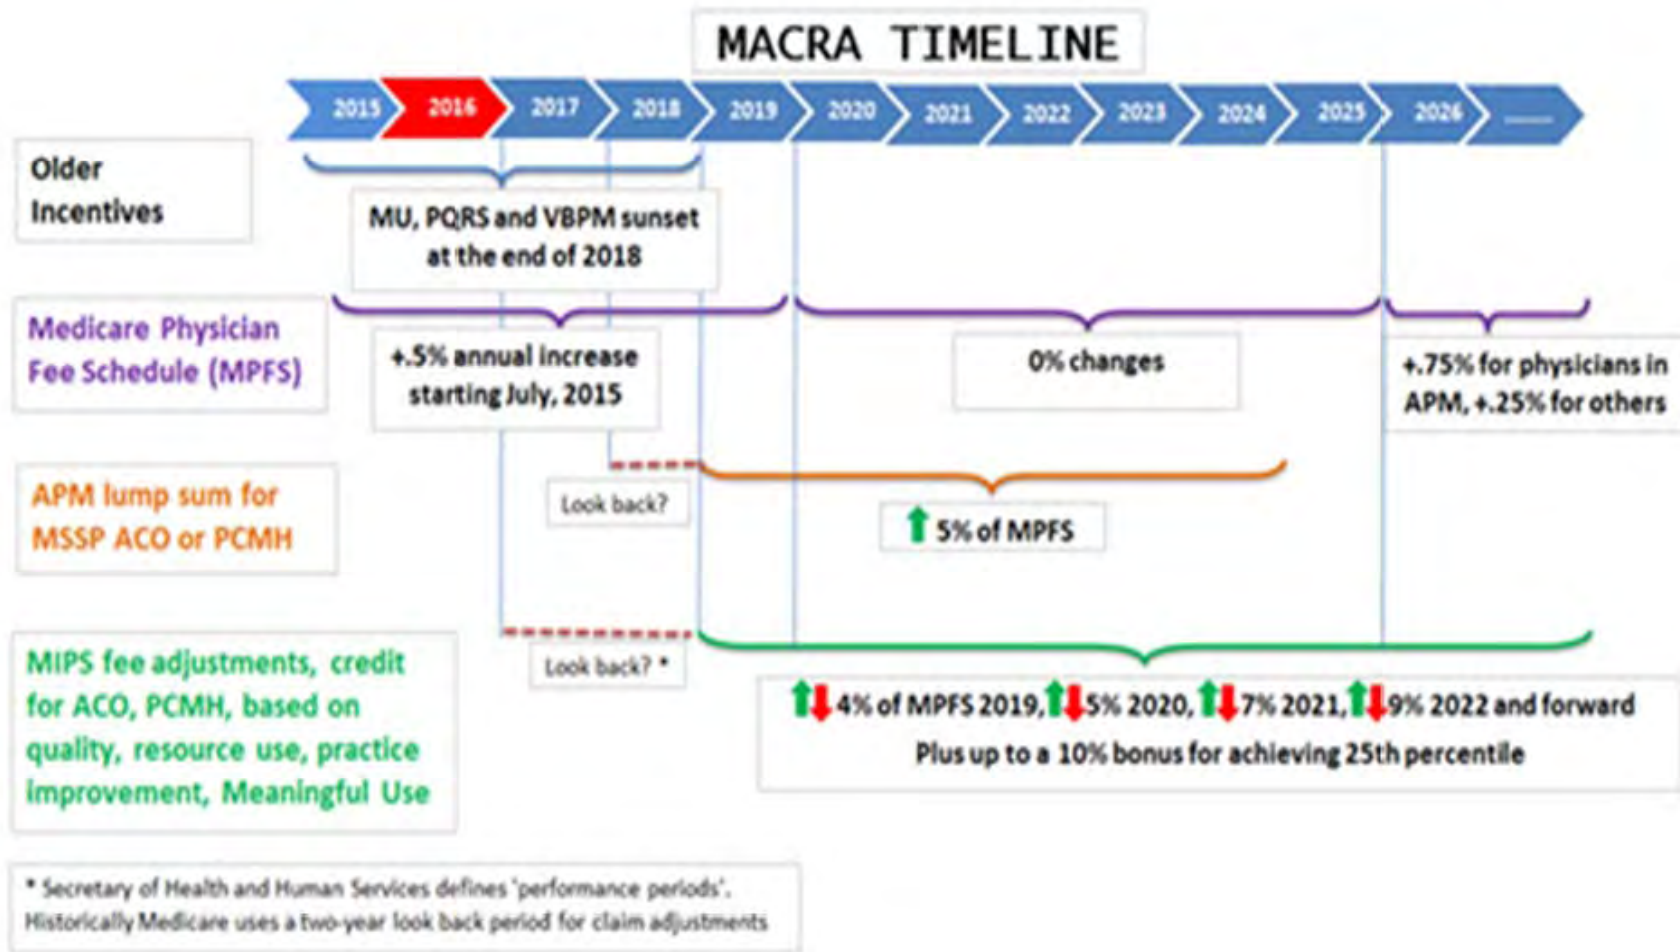 MACRA TIMELINE
2015
2016
2017
2018
2019
2020
2021
2022
2023
2024
2025
2026
Older
Incentives
MU, PQRS and VBPM sunset
at the end of 2018
Medicare Physician
Fee Schedule (MPFS)
+.5% annual increase
starting July, 2015
0% changes
+.75% for physicians in
APM, +.25% for others
APM lump sum for
MSSP ACO or PCMH
Look back?
5% of MPFS
MIPS fee adjustments, credit
for ACO, PCMH, based on
quality, resource use, practice
improvement, Meaningful Use
Look back? *
4% of MPFS 2019, 5% 2020, 7% 2021, 9% 2022 and forward
Plus up to a 10% bonus for achieving 25th percentile
* Secretary of Health and Human Services defines 'performance periods'.
Historically Medicare uses a two-year look back period for claim adjustments